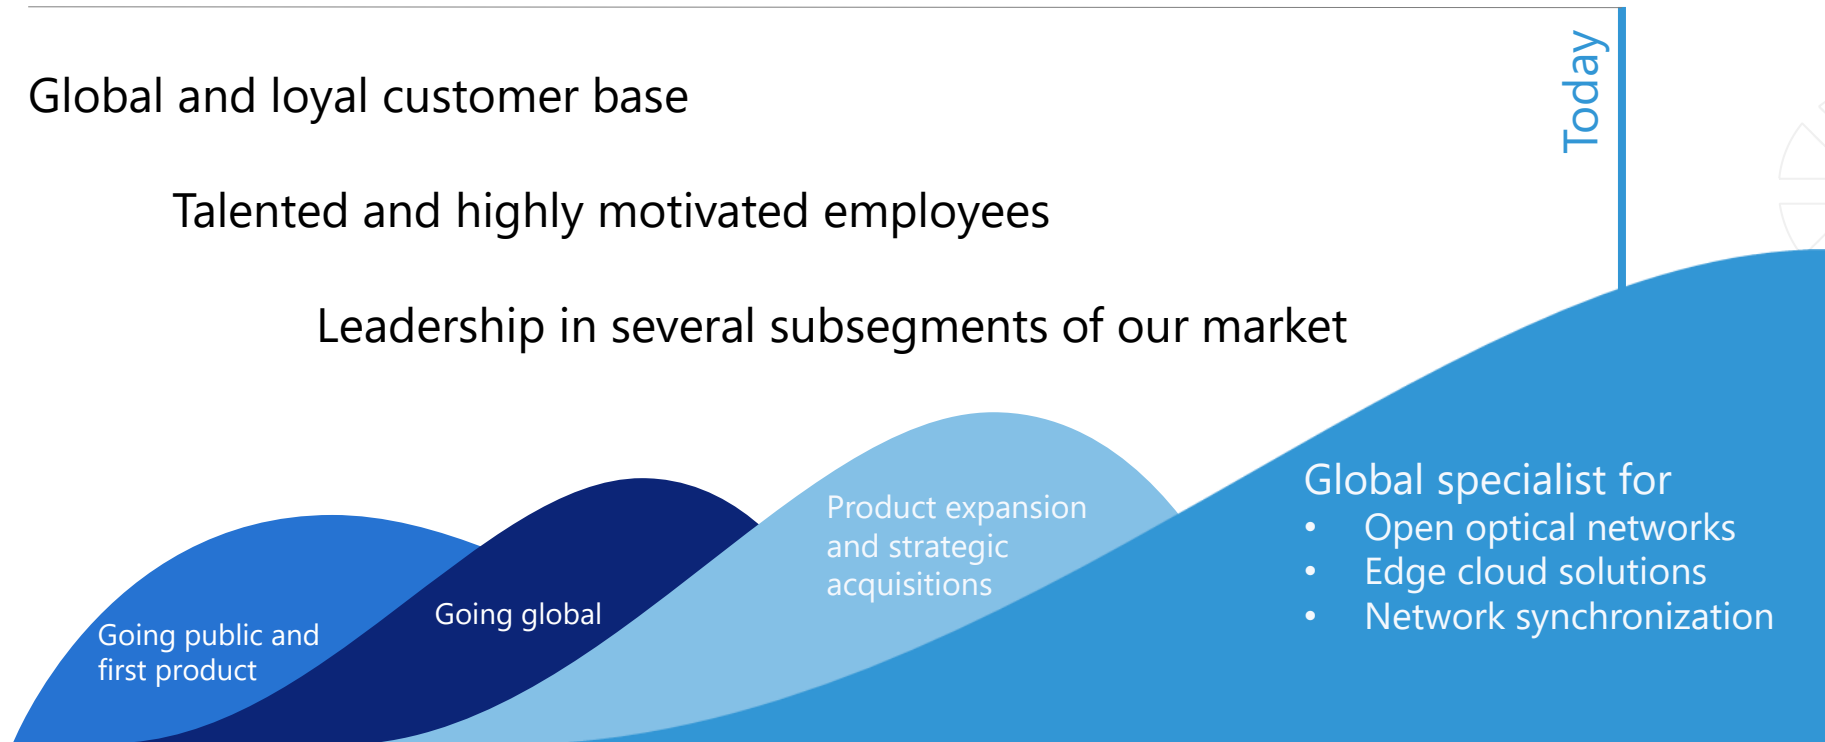 Today
Global and loyal customer base
Talented and highly motivated employees
Leadership in several subsegments of our market
Going public and
first product
Going global
Product expansion
and strategic
acquisitions
Global specialist for
• Open optical networks
• Edge cloud solutions
• Network synchronization